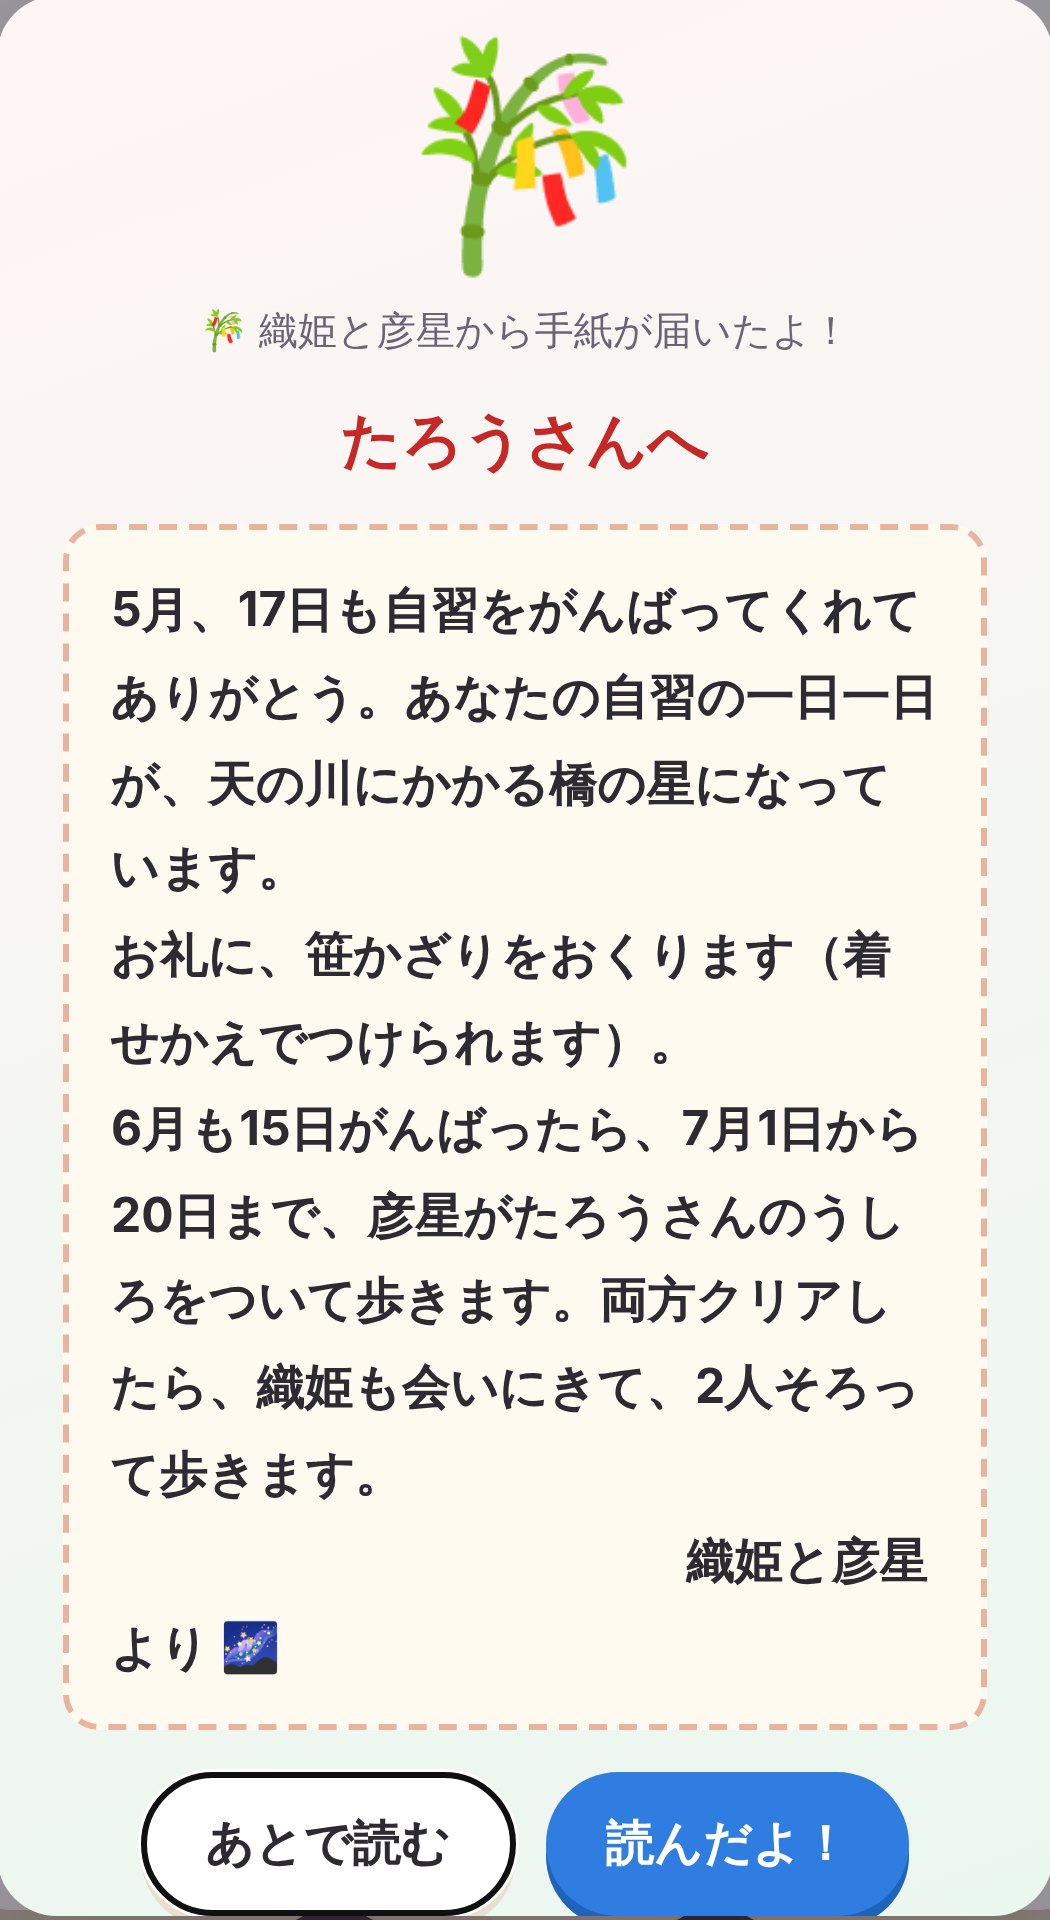 織姫と彦星から手紙が届いたよ！
たろうさんへ
5月、17日も自習をがんばってくれて
ありがとう。あなたの自習の一日一日
が、天の川にかかる橋の星になって
います。
お礼に、笹かざりをおくります（着
せかえでつけられます）。
6月も15日がんばったら、7月1日から
20日まで、彦星がたろうさんのうし
ろをついて歩きます。両方クリアし
たら、織姫も会いにきて、2人そろっ
て歩きます。
織姫と彦星
より
あとで読む
読んだよ！